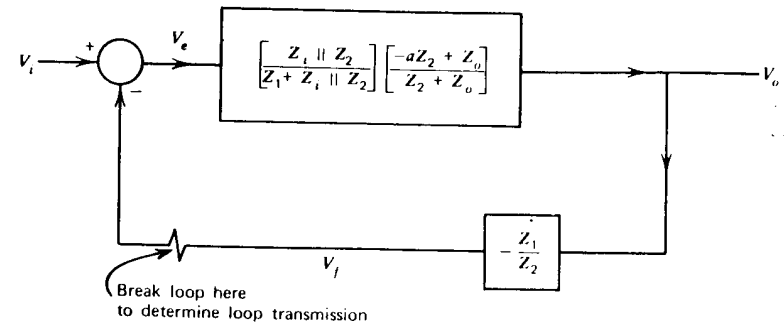 V_i + − V_e [Z_i || Z_2 / Z_1 + Z_i || Z_2] [−aZ_2 + Z_o / Z_2 + Z_o] V_o
V_f − Z_1 / Z_2
Break loop here
to determine loop transmission